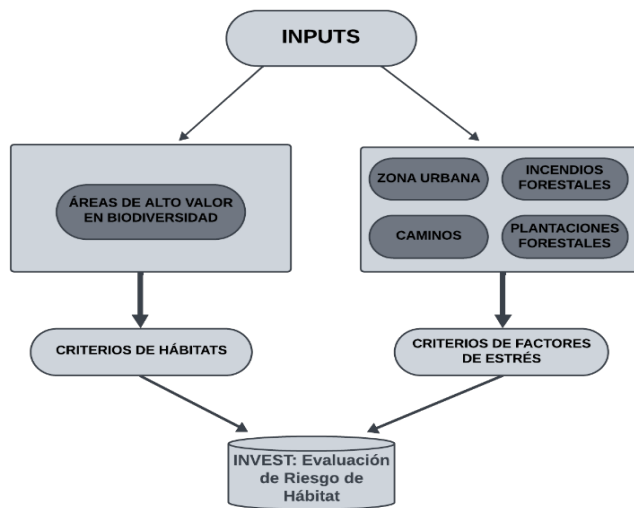 INPUTS
ÁREAS DE ALTO VALOR
EN BIODIVERSIDAD
ZONA URBANA
INCENDIOS
FORESTALES
CAMINOS
PLANTACIONES
FORESTALES
CRITERIOS DE HÁBITATS
CRITERIOS DE FACTORES
DE ESTRÉS
INVEST: Evaluación
de Riesgo de
Hábitat